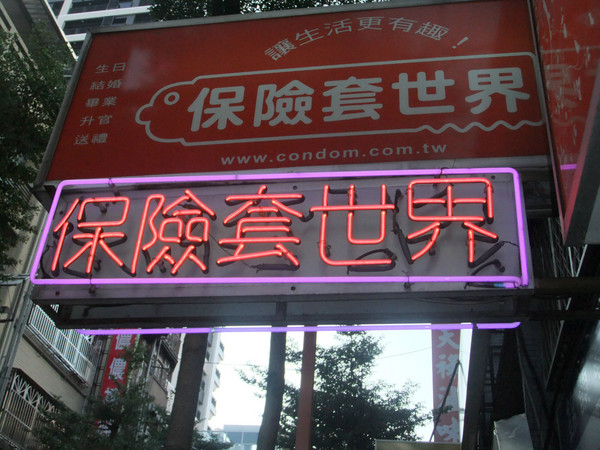 讓生活更有趣！
生日
結婚
畢業
升官
送禮
保險套世界
www.condom.com.tw
保險套世界